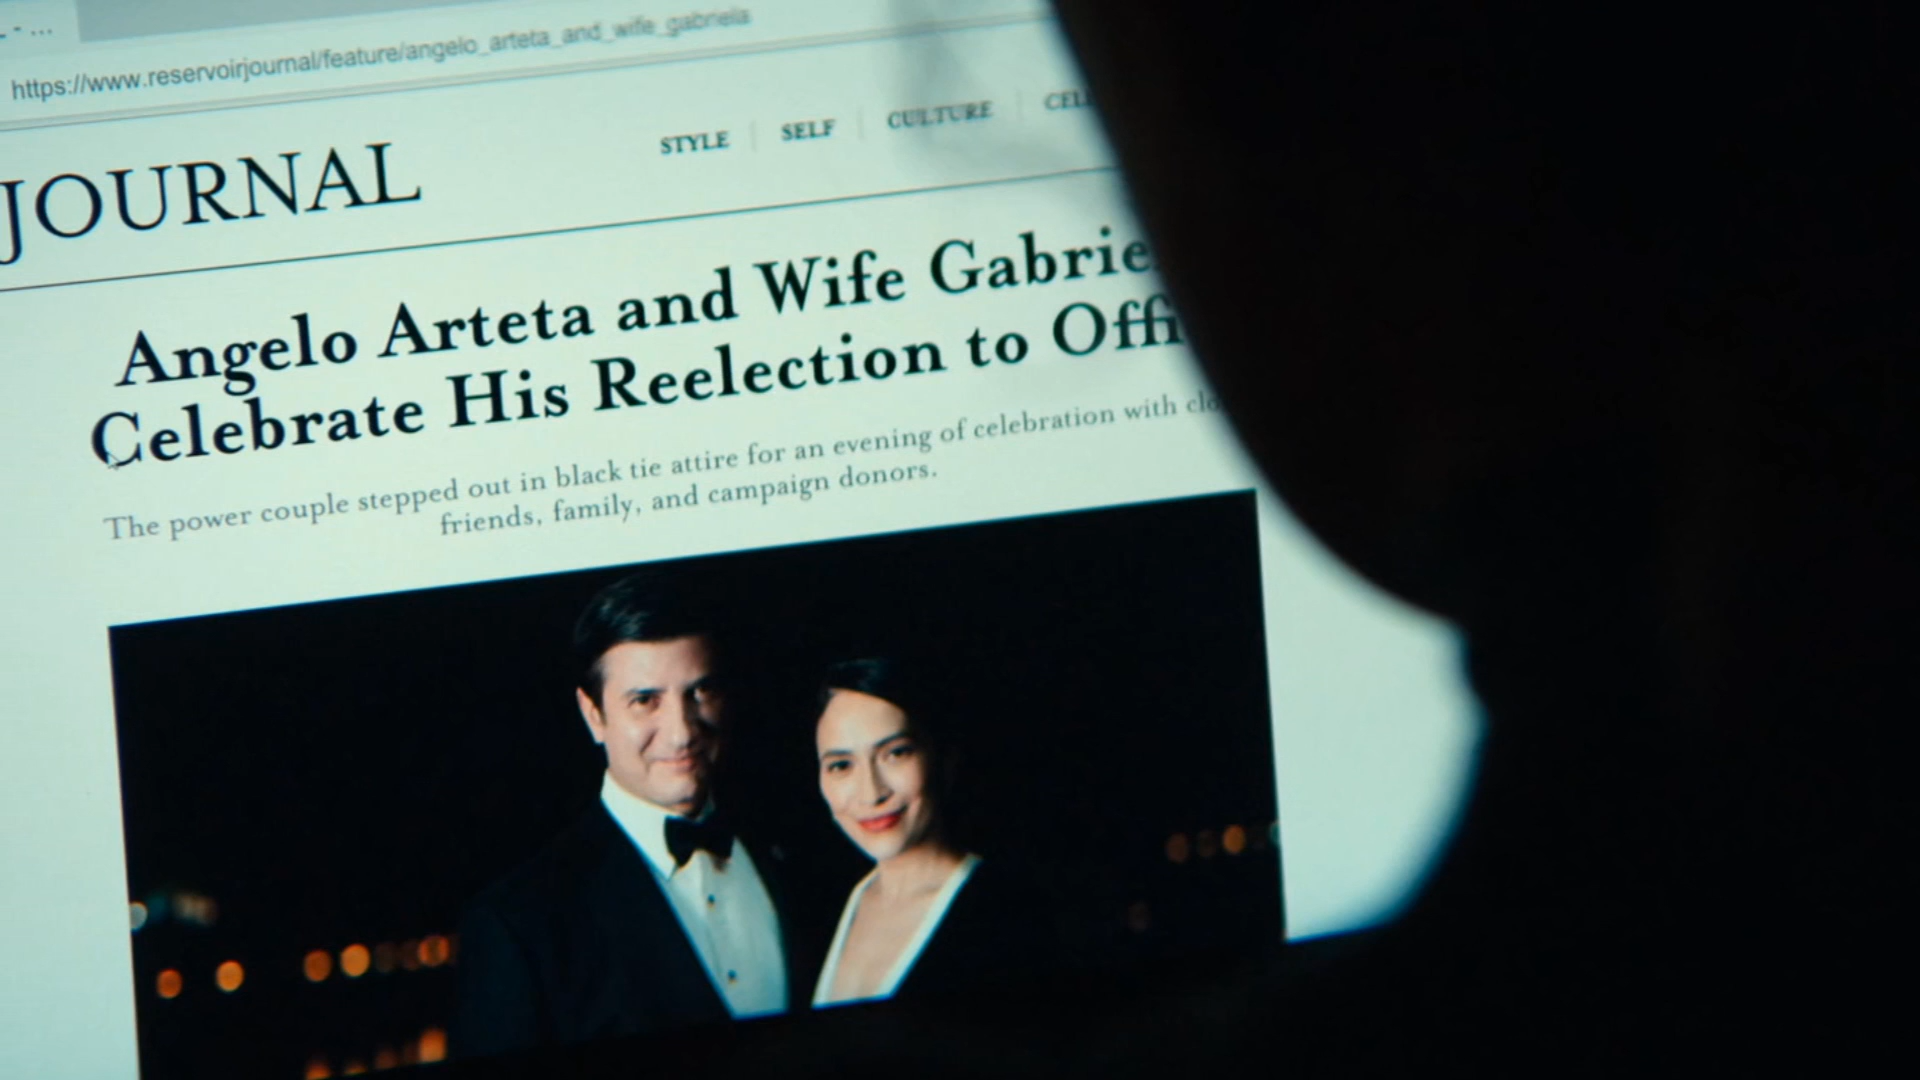 https://www.reservoirjournal/feature/angelo_arteta_and_wife_gabriela
JOURNAL
STYLE
SELF
CULTURE
Angelo Arteta and Wife
Celebrate His Reelection to
The power couple stepped out in black tie attire for an evening of celebration with
friends, family, and campaign donors.